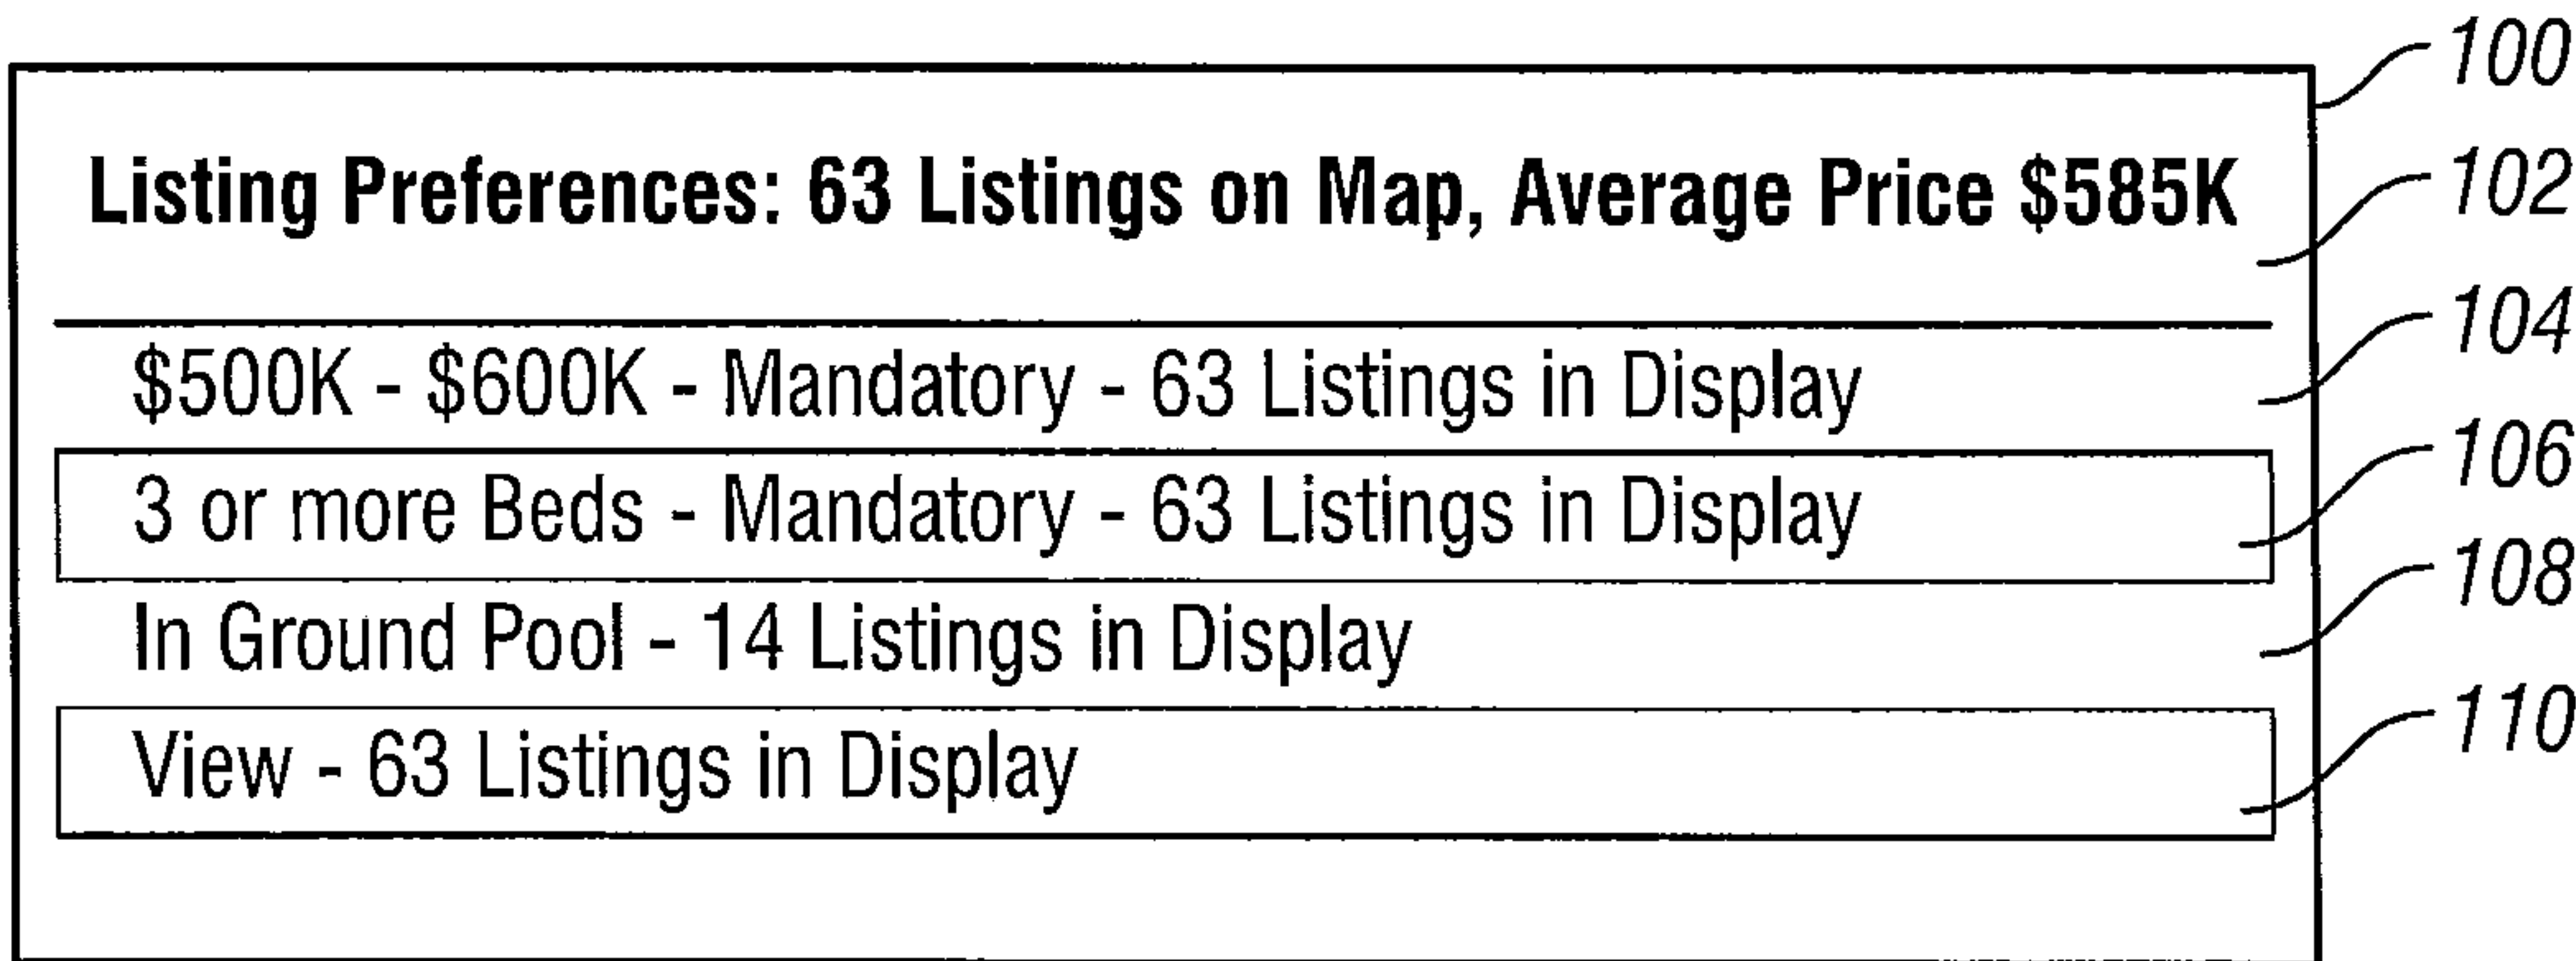 100
Listing Preferences: 63 Listings on Map, Average Price $585K
102
$500K - $600K - Mandatory - 63 Listings in Display
104
3 or more Beds - Mandatory - 63 Listings in Display
106
In Ground Pool - 14 Listings in Display
108
View - 63 Listings in Display
110